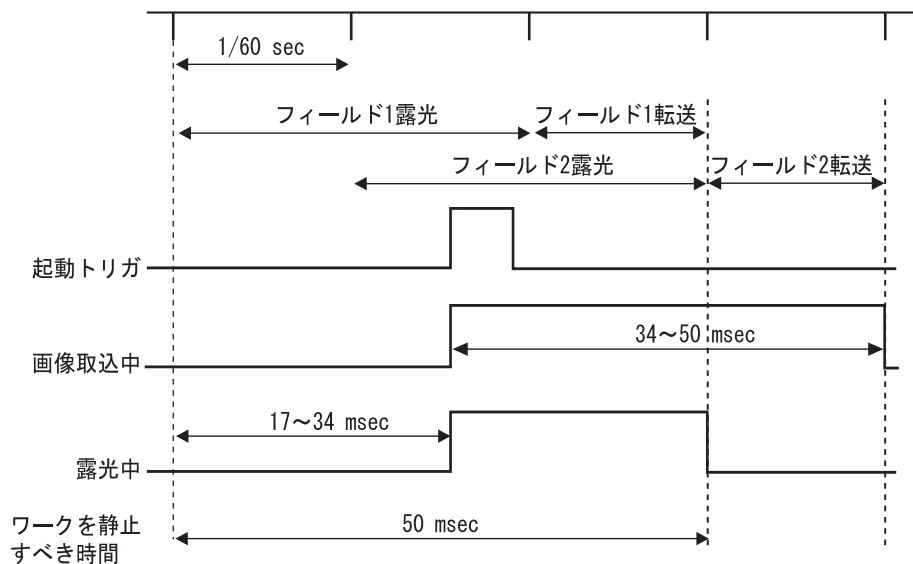 1/60 sec
フィールド1露光
フィールド1転送
フィールド2露光
フィールド2転送
起動トリガ
画像取込中
34～50 msec
露光中
17～34 msec
ワークを静止
すべき時間
50 msec